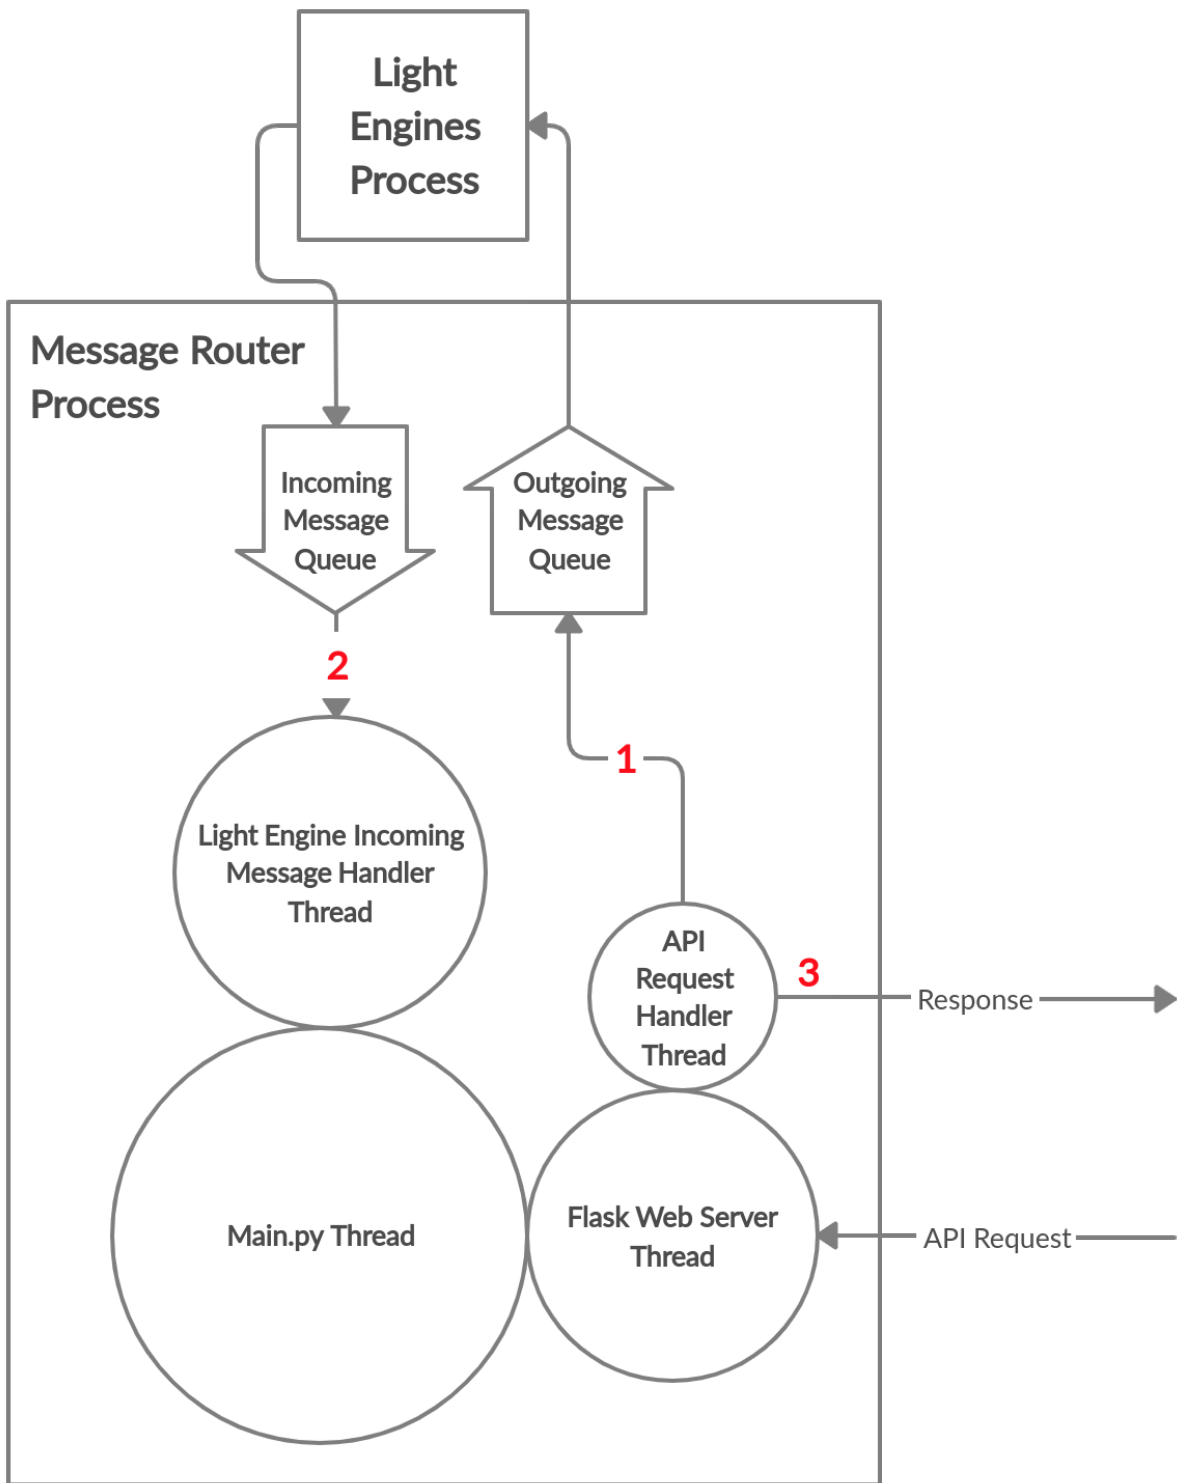 Light
Engines
Process
Message Router
Process
Incoming
Message
Queue
Outgoing
Message
Queue
2
1
Light Engine Incoming
Message Handler
Thread
API
Request
Handler
Thread
3
Response
Main.py Thread
Flask Web Server
Thread
API Request